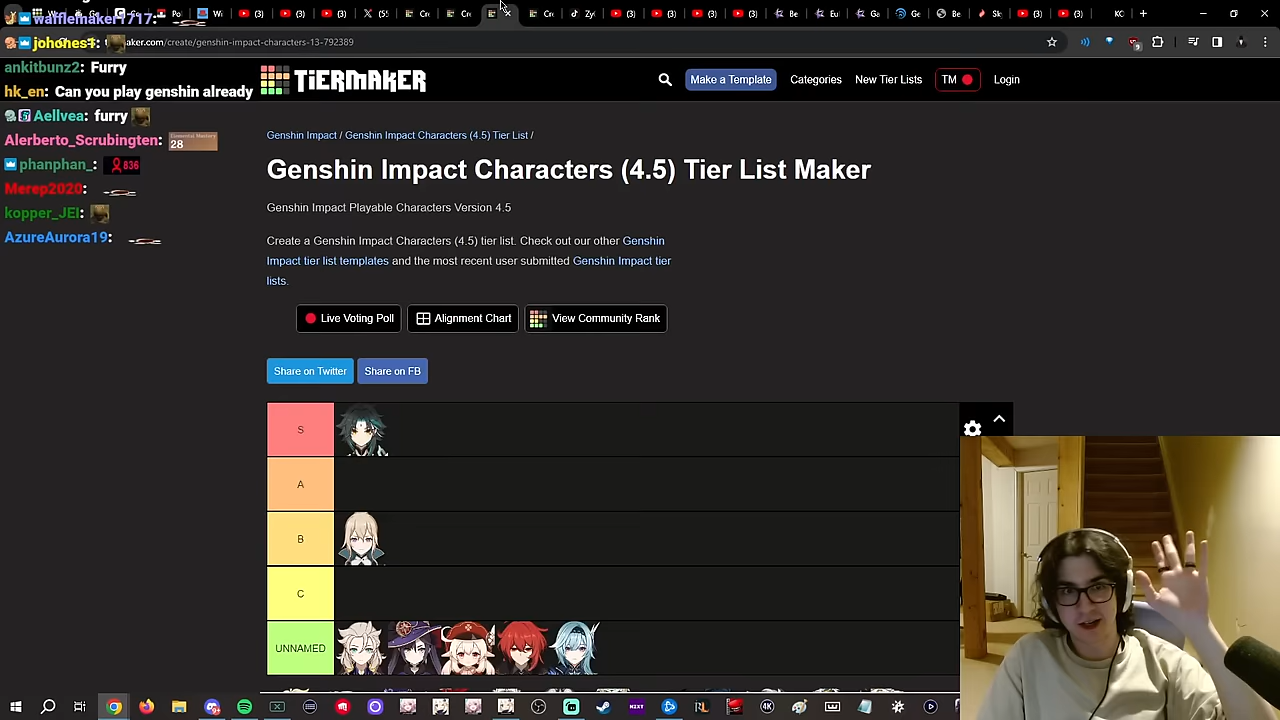 wafflemaker1717:
johones1:
ankitbunz2: Furry
hk_en: Can you play genshin already
Aellvea: furry
Alerberto_Scrubington:
28
phanphan_: 836
Merep2020:
kopper_JEI:
AzureAurora19:
maker.com/create/genshin-impact-characters-13-792389
TIERMAKER
Make a Template
Categories
New Tier Lists
TM
Login
Genshin Impact / Genshin Impact Characters (4.5) Tier List /
Genshin Impact Characters (4.5) Tier List Maker
Genshin Impact Playable Characters Version 4.5
Create a Genshin Impact Characters (4.5) tier list. Check out our other Genshin
Impact tier list templates and the most recent user submitted Genshin Impact tier
lists.
Live Voting Poll
Alignment Chart
View Community Rank
Share on Twitter
Share on FB
S
A
B
C
UNNAMED